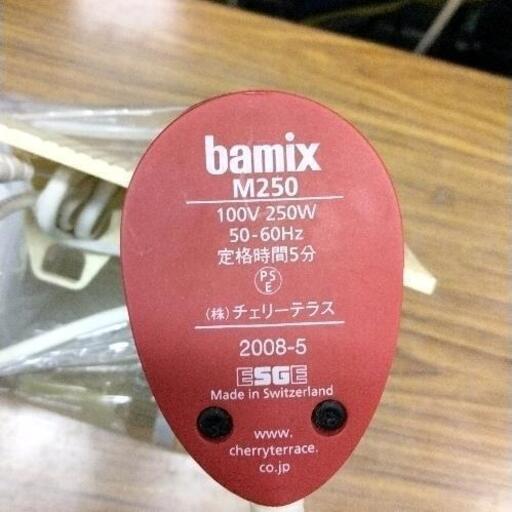 bamix
M250
100V 250W
50-60Hz
定格時間5分
PS
E
(株)チェリーテラス
2008-5
ESGE
Made in Switzerland
www.
cherryterrace.
co.jp